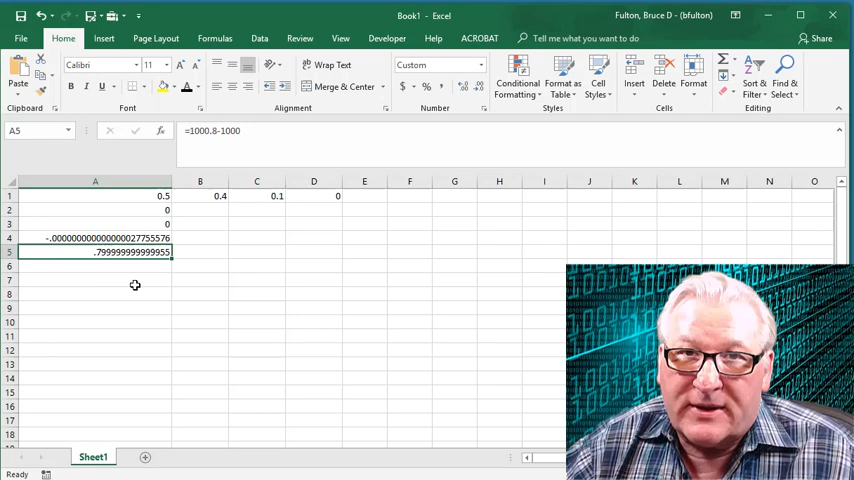 Book1 - Excel
Fulton, Bruce D - (bfulton)
File Home Insert Page Layout Formulas Data Review View Developer Help ACROBAT Tell me what you want to do Share
Paste
Calibri 11
B I U
Wrap Text
Merge & Center
Custom
$ % ,
Conditional Formatting
Format as Table
Cell Styles
Insert Delete Format
Sort & Filter
Find & Select
Clipboard Font Alignment Number Styles Cells Editing
A5 fx =1000.8-1000
A B C D E F G H I J K L M N O
1 0.5 0.4 0.1 0
2 0
3 0
4 -.000000000000000027755576
5 .799999999999955
6
7
8
9
10
11
12
13
14
15
16
17
18
Sheet1
Ready